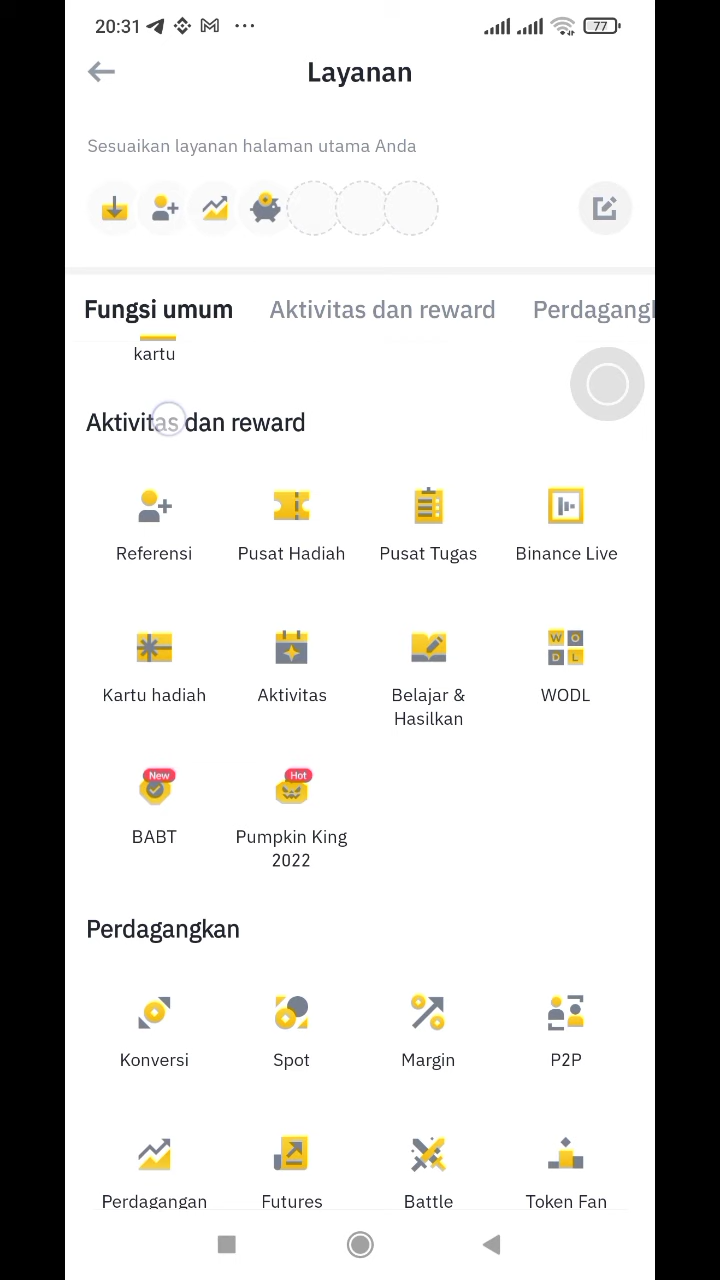 20:31 ... 77
Layanan
Sesuaikan layanan halaman utama Anda
Fungsi umum Aktivitas dan reward Perdagangk
kartu
Aktivitas dan reward
Referensi Pusat Hadiah Pusat Tugas Binance Live
W O
D L
Kartu hadiah Aktivitas Belajar & WODL
Hasilkan
New Hot
BABT Pumpkin King
2022
Perdagangkan
Konversi Spot Margin P2P
Perdagangan Futures Battle Token Fan